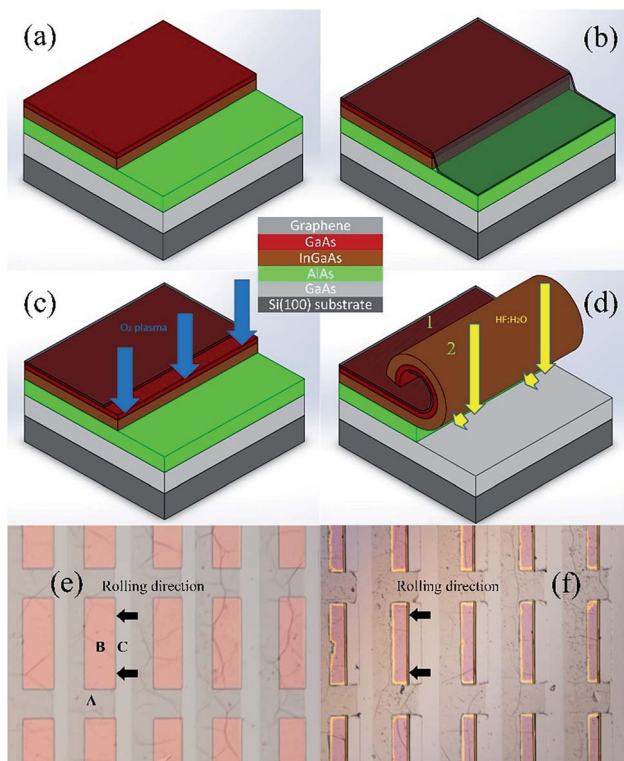 (a)
(b)
Graphene
GaAs
InGaAs
AlAs
GaAs
Si(100) substrate
(c)
O₂ plasma
(d)
1
2
HF:H₂O
(e)
Rolling direction
B
C
A
Rolling direction
(f)